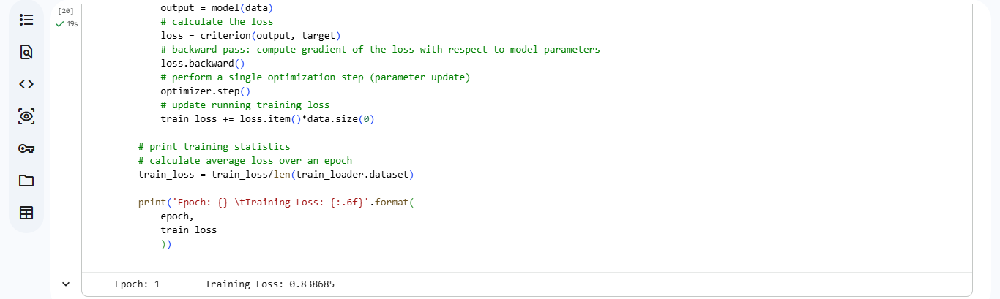 [20]
19s
output = model(data)
# calculate the loss
loss = criterion(output, target)
# backward pass: compute gradient of the loss with respect to model parameters
loss.backward()
# perform a single optimization step (parameter update)
optimizer.step()
# update running training loss
train_loss += loss.item()*data.size(0)
# print training statistics
# calculate average loss over an epoch
train_loss = train_loss/len(train_loader.dataset)
print('Epoch: {} \tTraining Loss: {:.6f}'.format(
epoch,
train_loss
))
Epoch: 1 Training Loss: 0.838685